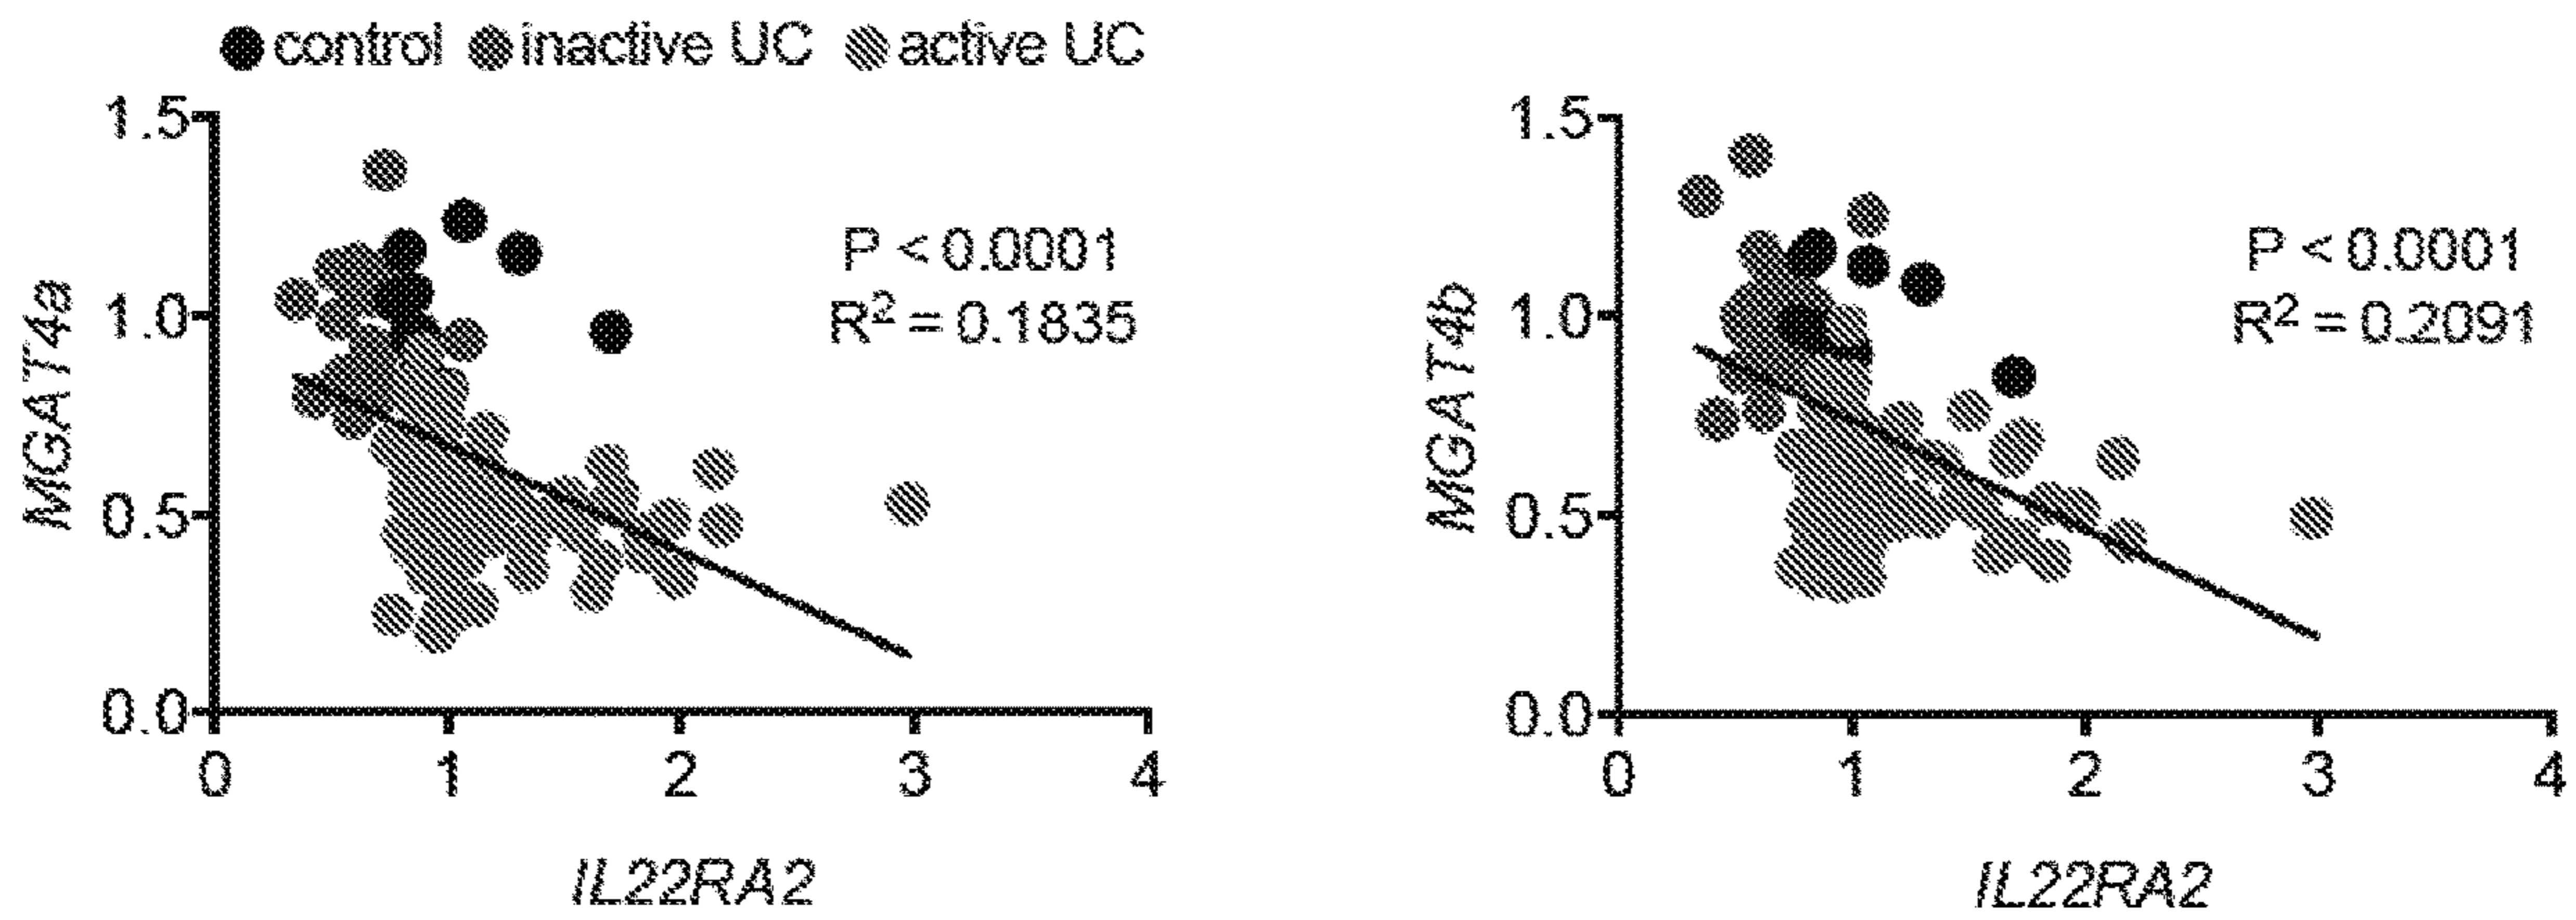 control inactive UC active UC
1.5
1.0
0.5
0.0
MGAT4a
P < 0.0001
R² = 0.1835
0 1 2 3 4
IL22RA2
1.5
1.0
0.5
0.0
MGAT4b
P < 0.0001
R² = 0.2091
0 1 2 3 4
IL22RA2